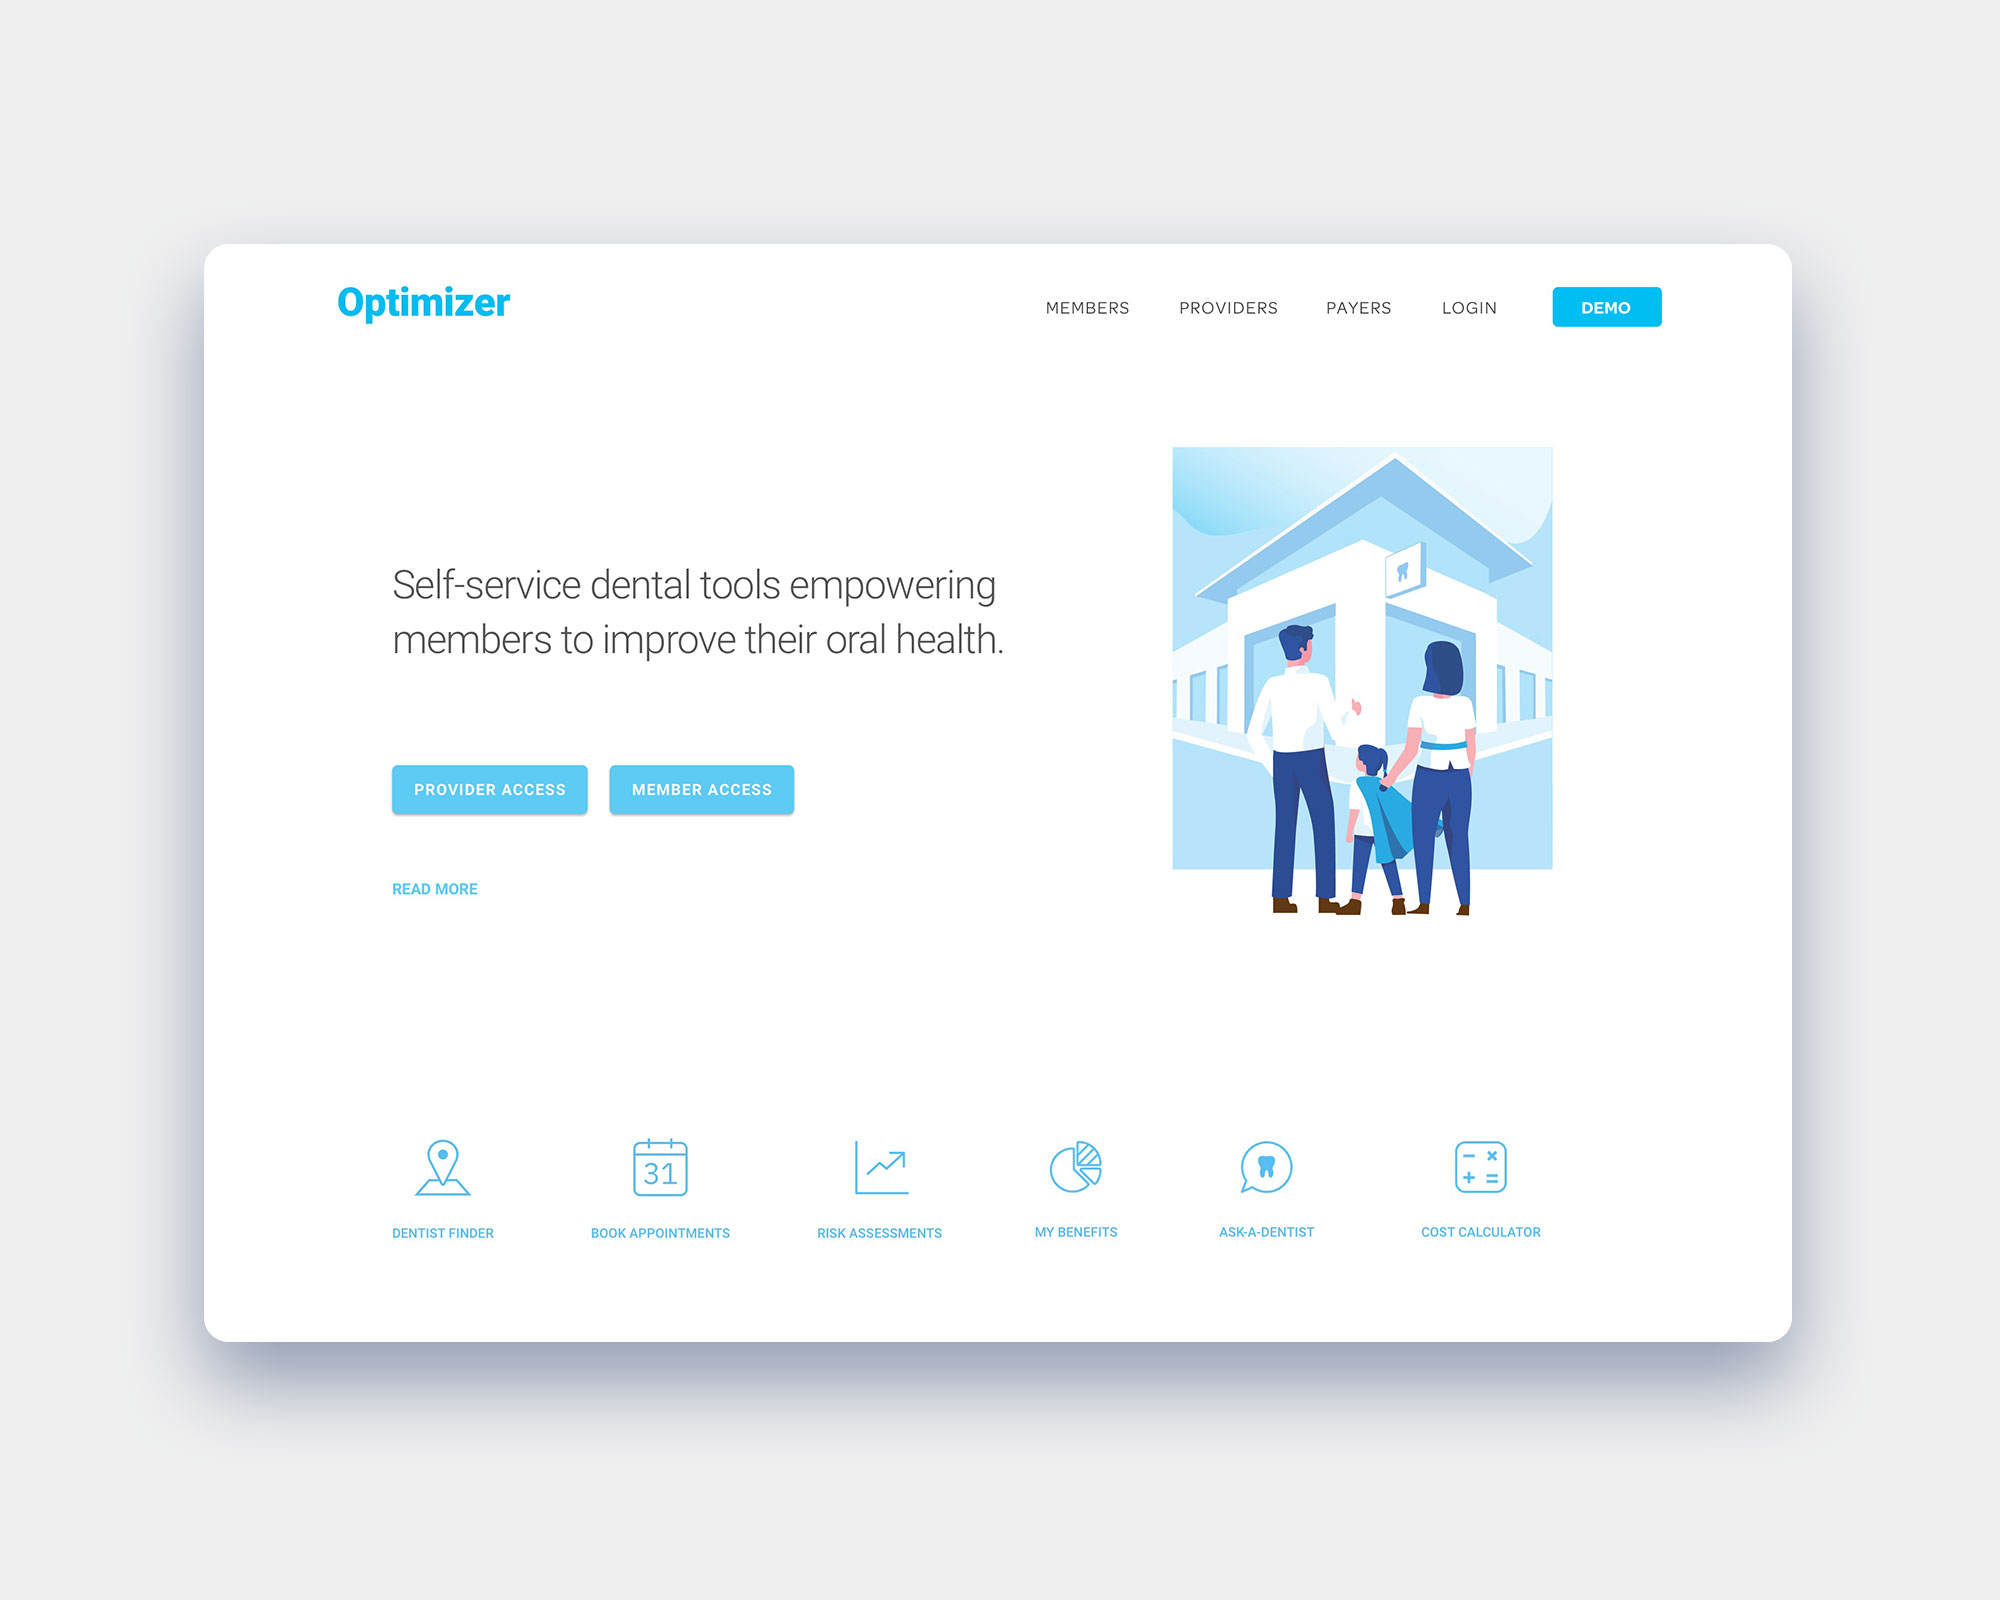 Optimizer
MEMBERS
PROVIDERS
PAYERS
LOGIN
DEMO
Self-service dental tools empowering
members to improve their oral health.
PROVIDER ACCESS
MEMBER ACCESS
READ MORE
31
DENTIST FINDER
BOOK APPOINTMENTS
RISK ASSESSMENTS
MY BENEFITS
ASK-A-DENTIST
COST CALCULATOR